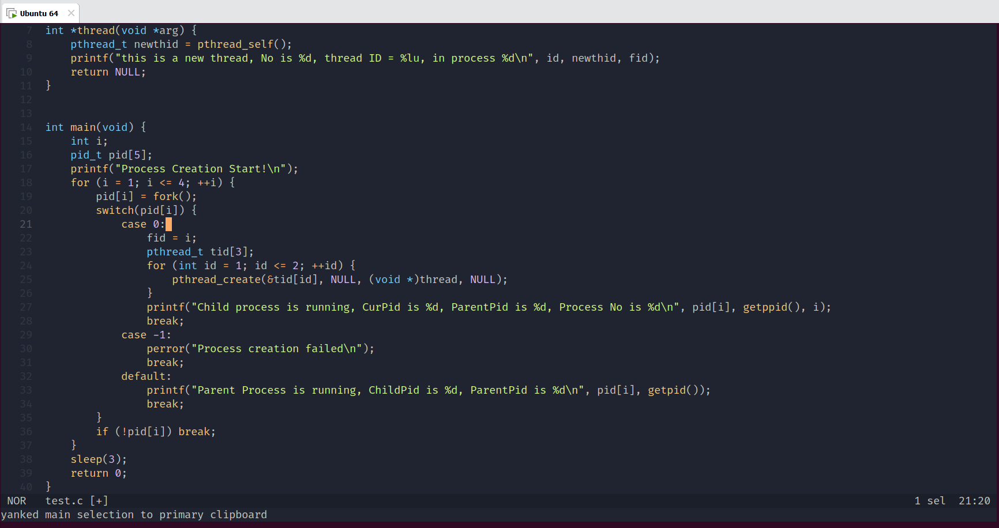 Ubuntu 64
7 int *thread(void *arg) {
8     pthread_t newthid = pthread_self();
9     printf("this is a new thread, No is %d, thread ID = %lu, in process %d\n", id, newthid, fid);
10     return NULL;
11 }
12
13
14 int main(void) {
15     int i;
16     pid_t pid[5];
17     printf("Process Creation Start!\n");
18     for (i = 1; i <= 4; ++i) {
19         pid[i] = fork();
20         switch(pid[i]) {
21             case 0:
22                 fid = i;
23                 pthread_t tid[3];
24                 for (int id = 1; id <= 2; ++id) {
25                     pthread_create(&tid[id], NULL, (void *)thread, NULL);
26                 }
27                 printf("Child process is running, CurPid is %d, ParentPid is %d, Process No is %d\n", pid[i], getppid(), i);
28                 break;
29             case -1:
30                 perror("Process creation failed\n");
31                 break;
32             default:
33                 printf("Parent Process is running, ChildPid is %d, ParentPid is %d\n", pid[i], getpid());
34                 break;
35         }
36         if (!pid[i]) break;
37     }
38     sleep(3);
39     return 0;
40 }
NOR test.c [+] 1 sel 21:20
yanked main selection to primary clipboard